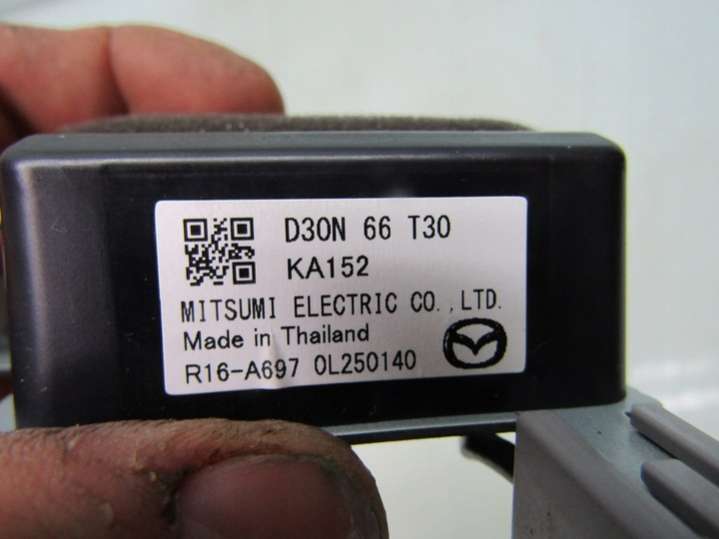 D30N 66 T30
KA152
MITSUMI ELECTRIC CO.,LTD.
Made in Thailand
R16-A697 0L250140